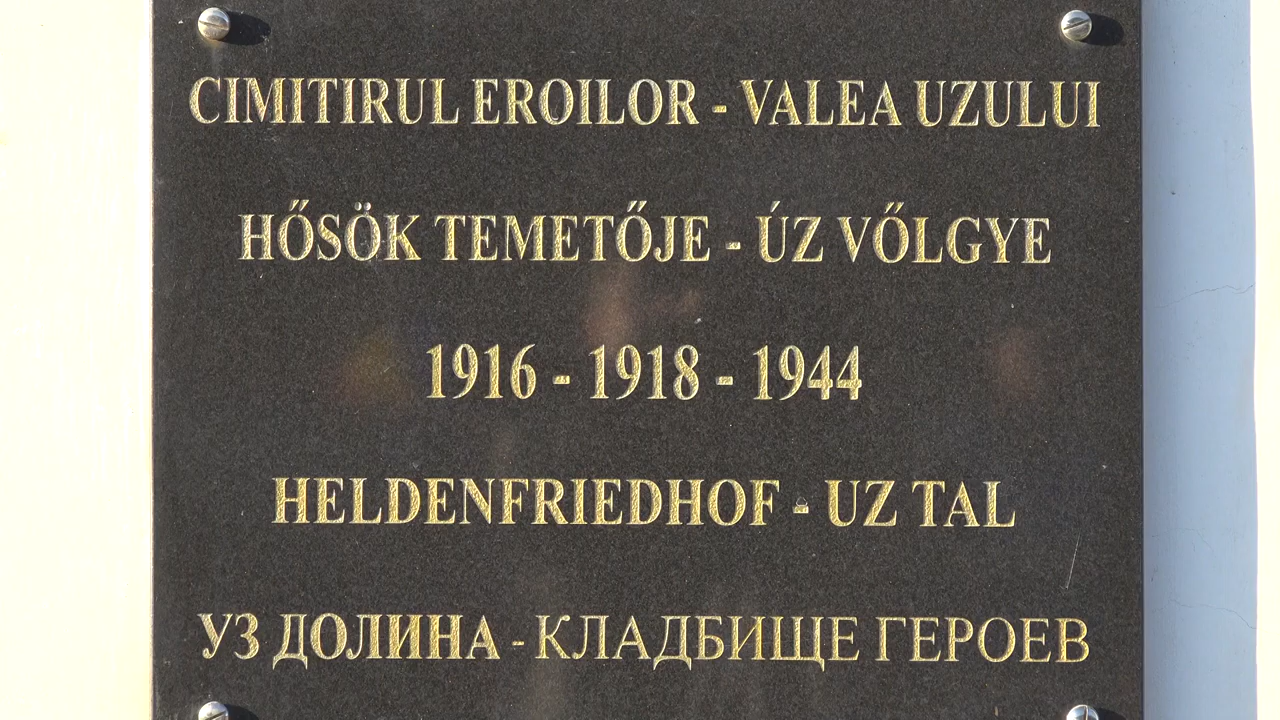 CIMITIRUL EROILOR - VALEA UZULUI
HŐSÖK TEMETŐJE - ÚZ VŐLGYE
1916 - 1918 - 1944
HELDENFRIEDHOF - UZ TAL
УЗ ДОЛИНА - КЛАДБИЩЕ ГЕРОЕВ